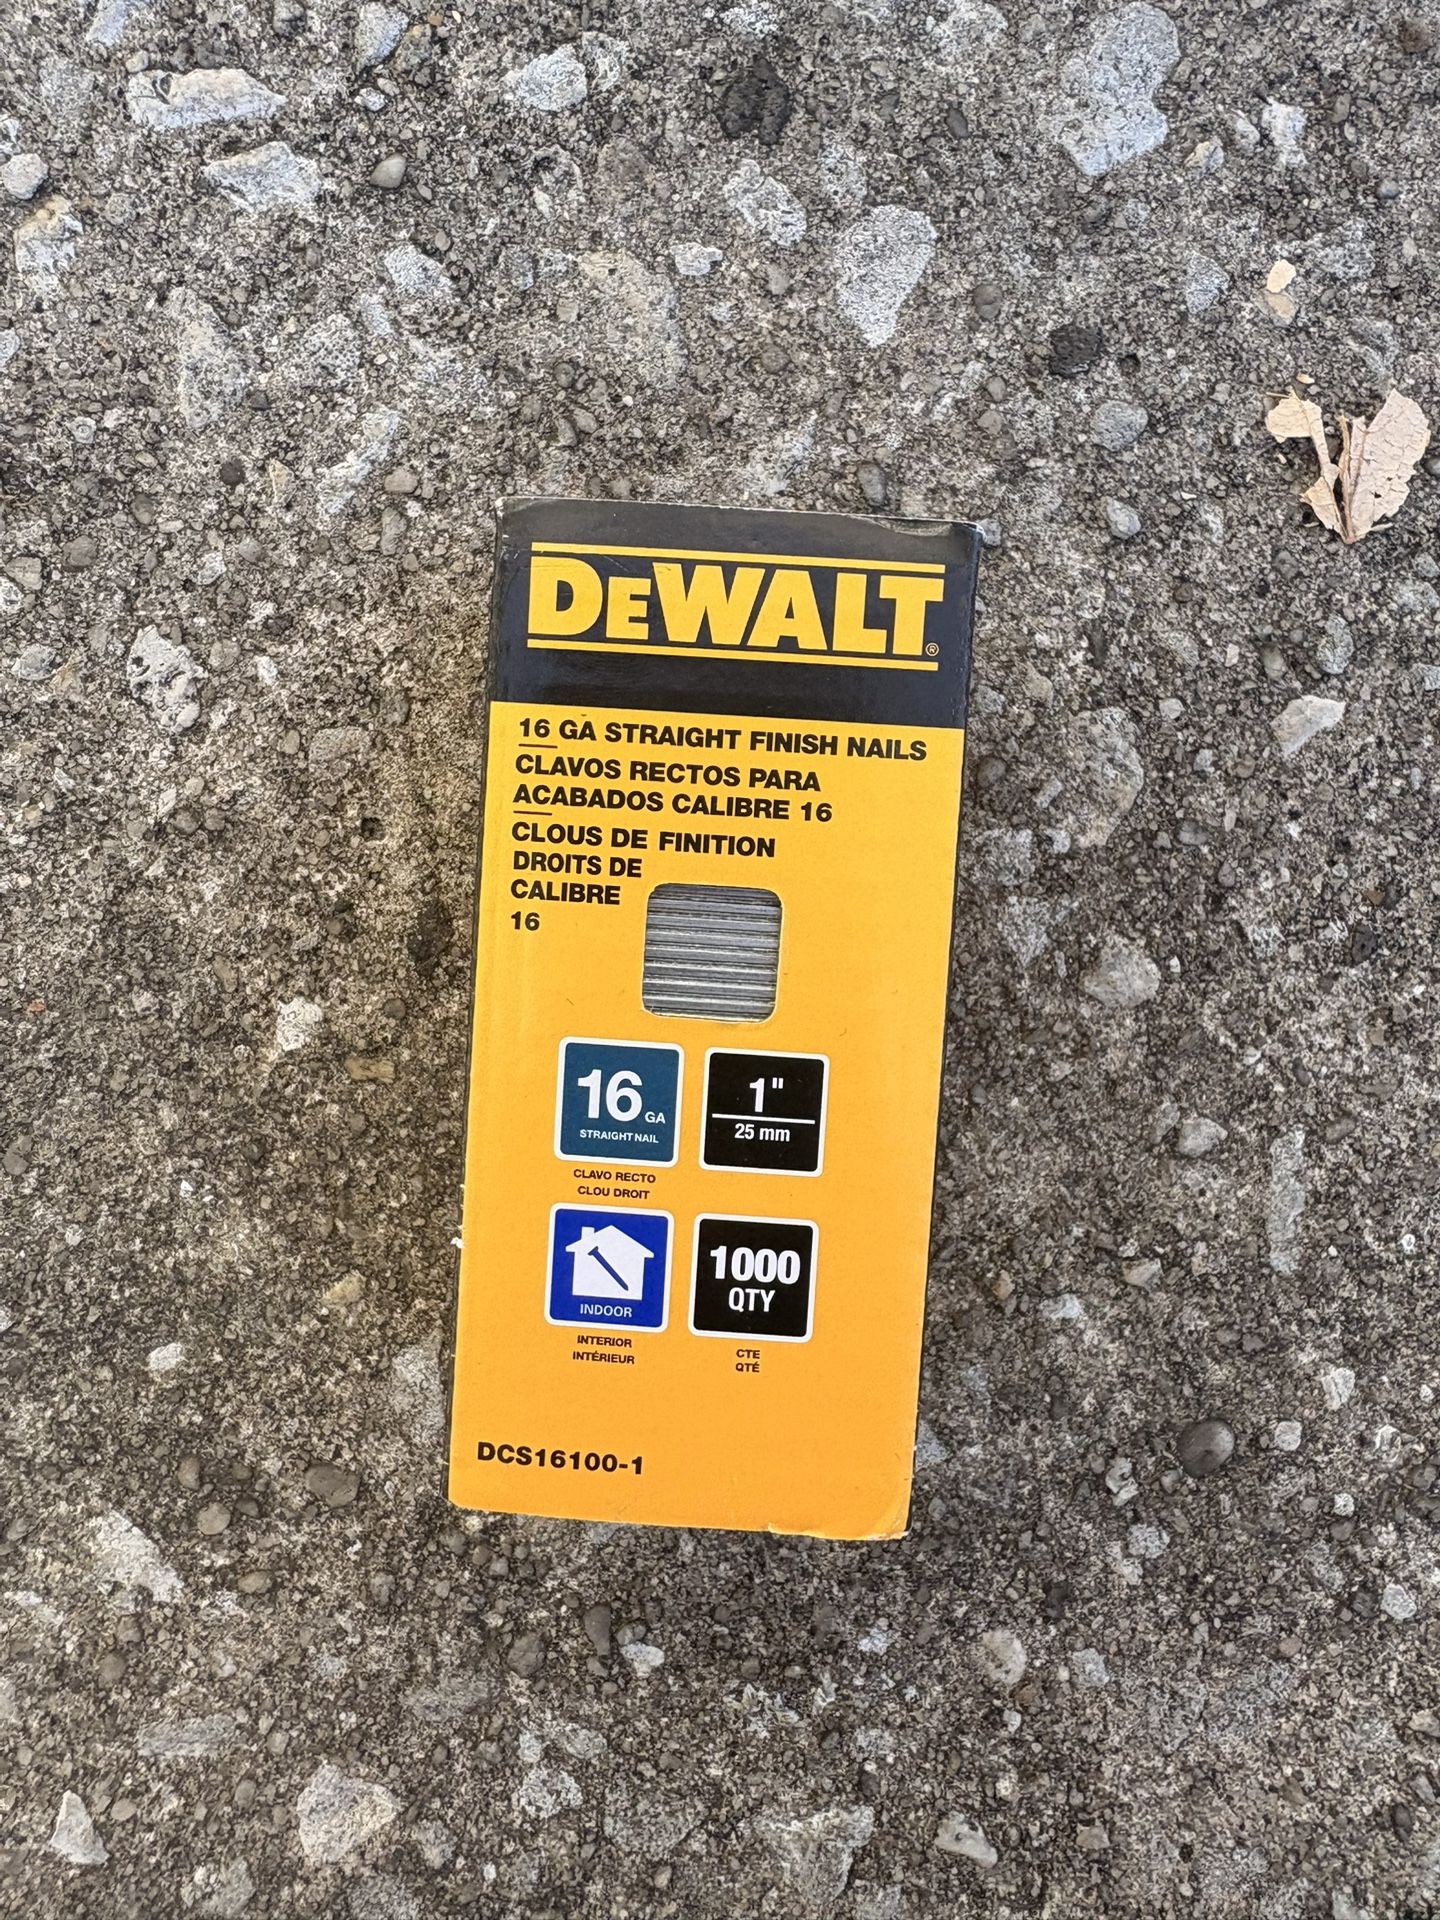 DEWALT®
16 GA STRAIGHT FINISH NAILS
CLAVOS RECTOS PARA
ACABADOS CALIBRE 16
CLOUS DE FINITION
DROITS DE
CALIBRE
16
16 GA
STRAIGHT NAIL
CLAVO RECTO
CLOU DROIT
1"
25 mm
INDOOR
INTERIOR
INTÉRIEUR
1000
QTY
CTE
QTÉ
DCS16100-1